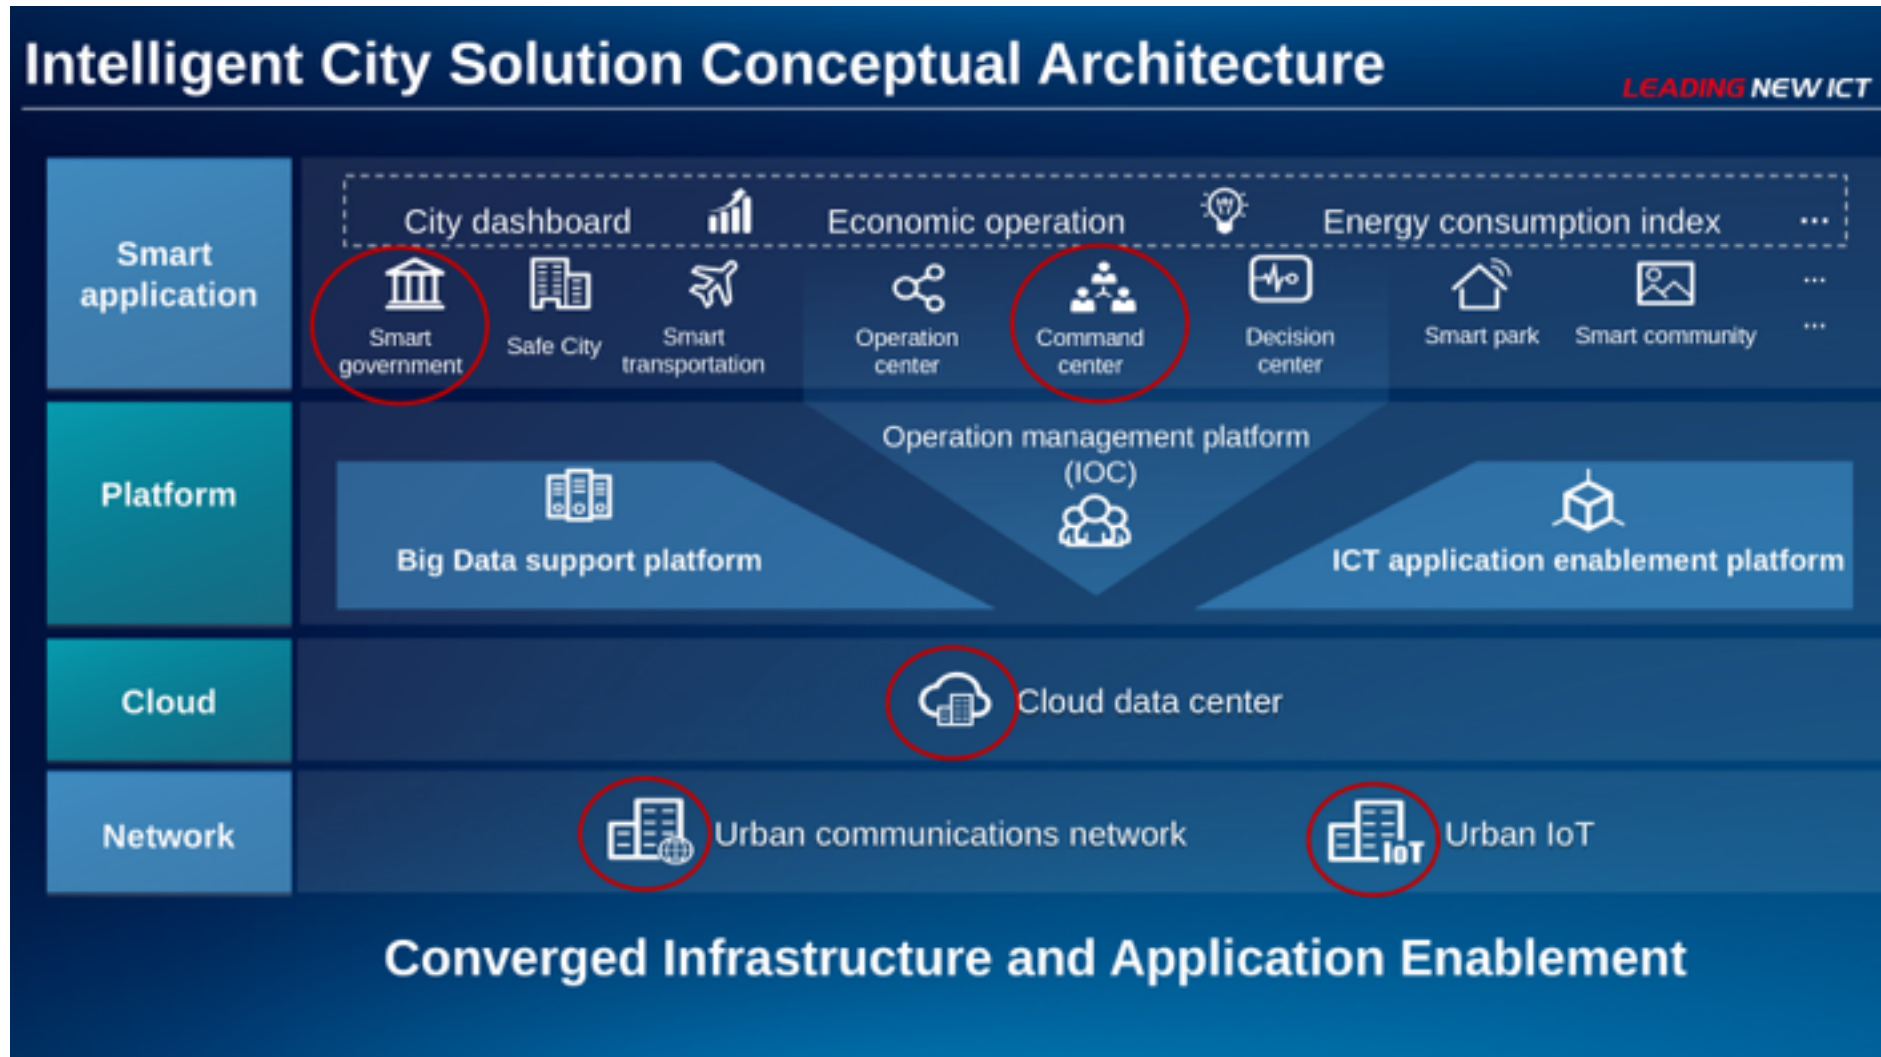 Intelligent City Solution Conceptual Architecture
LEADING NEW ICT
Smart
application
City dashboard
Economic operation
Energy consumption index
...
Smart
government
Safe City
Smart
transportation
Operation
center
Command
center
Decision
center
Smart park
Smart community
...
...
Platform
Operation management platform
(IOC)
Big Data support platform
ICT application enablement platform
Cloud
Cloud data center
Network
Urban communications network
IoT
Urban IoT
Converged Infrastructure and Application Enablement